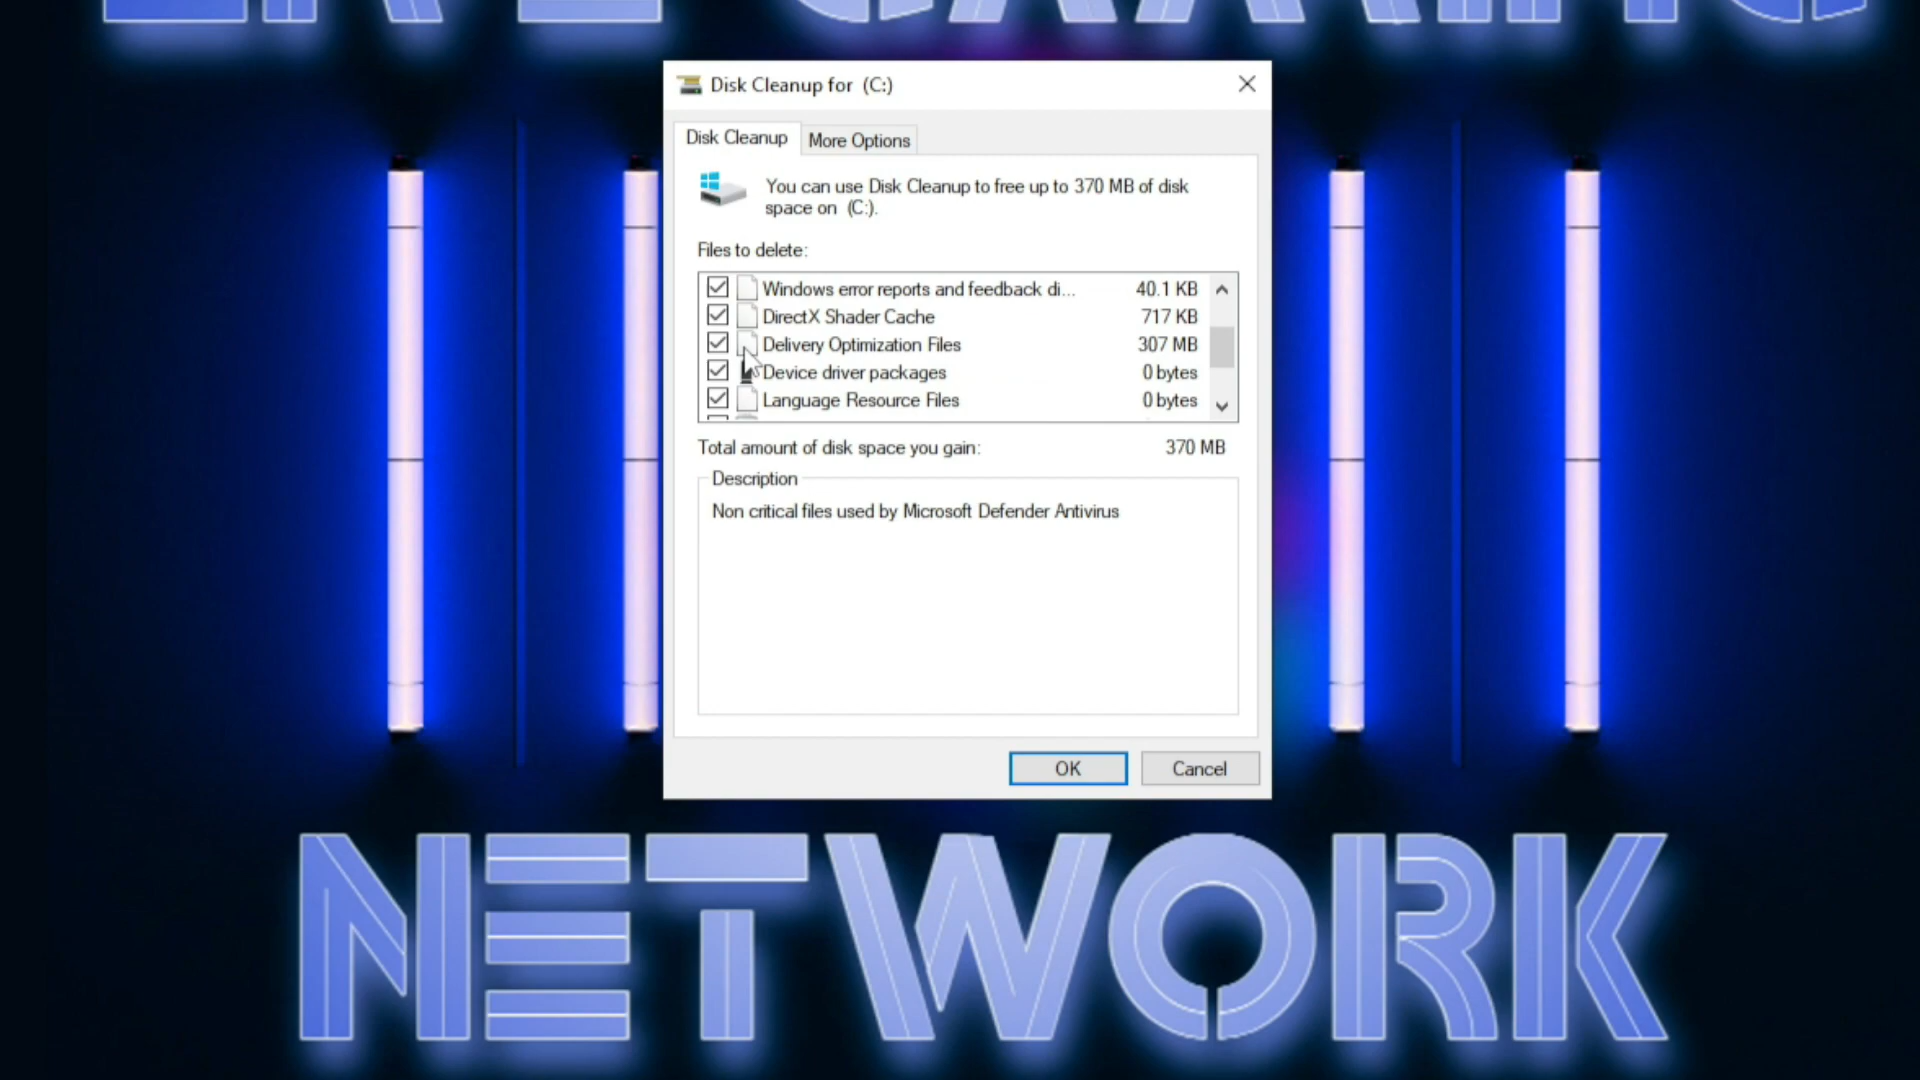 Disk Cleanup for (C:)
Disk Cleanup
More Options
You can use Disk Cleanup to free up to 370 MB of disk
space on (C:).
Files to delete:
Windows error reports and feedback di... 40.1 KB
DirectX Shader Cache 717 KB
Delivery Optimization Files 307 MB
Device driver packages 0 bytes
Language Resource Files 0 bytes
Total amount of disk space you gain: 370 MB
Description
Non critical files used by Microsoft Defender Antivirus
OK
Cancel
NETWORK